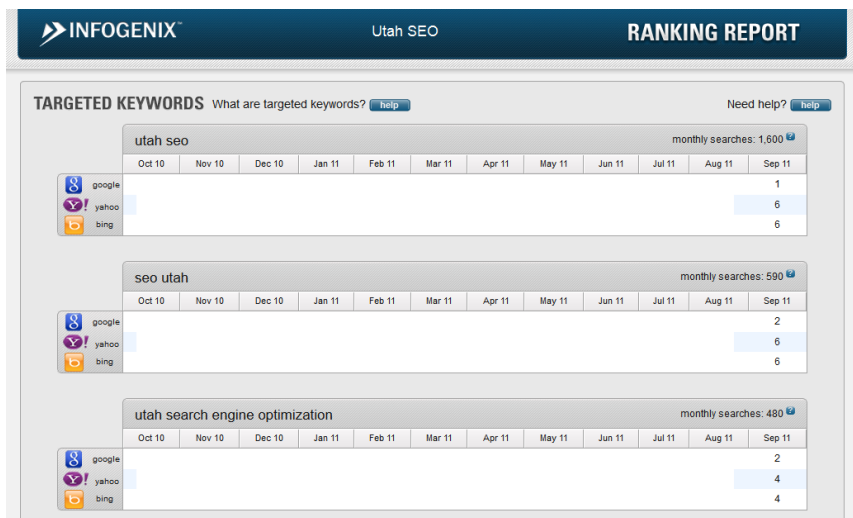 INFOGENIX™ Utah SEO RANKING REPORT
TARGETED KEYWORDS What are targeted keywords? help Need help? help
utah seo monthly searches: 1,600 ?
Oct 10 Nov 10 Dec 10 Jan 11 Feb 11 Mar 11 Apr 11 May 11 Jun 11 Jul 11 Aug 11 Sep 11
8 google 1
Y! yahoo 6
b bing 6
seo utah monthly searches: 590 ?
Oct 10 Nov 10 Dec 10 Jan 11 Feb 11 Mar 11 Apr 11 May 11 Jun 11 Jul 11 Aug 11 Sep 11
8 google 2
Y! yahoo 6
b bing 6
utah search engine optimization monthly searches: 480 ?
Oct 10 Nov 10 Dec 10 Jan 11 Feb 11 Mar 11 Apr 11 May 11 Jun 11 Jul 11 Aug 11 Sep 11
8 google 2
Y! yahoo 4
b bing 4